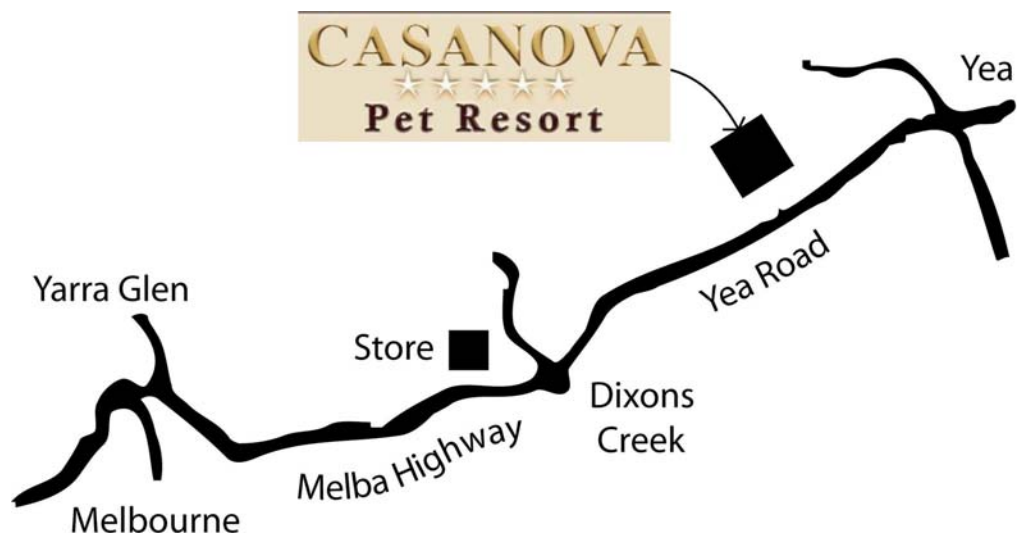 CASANOVA
Pet Resort
Yea
Yea Road
Yarra Glen
Store
Dixons
Creek
Melba Highway
Melbourne